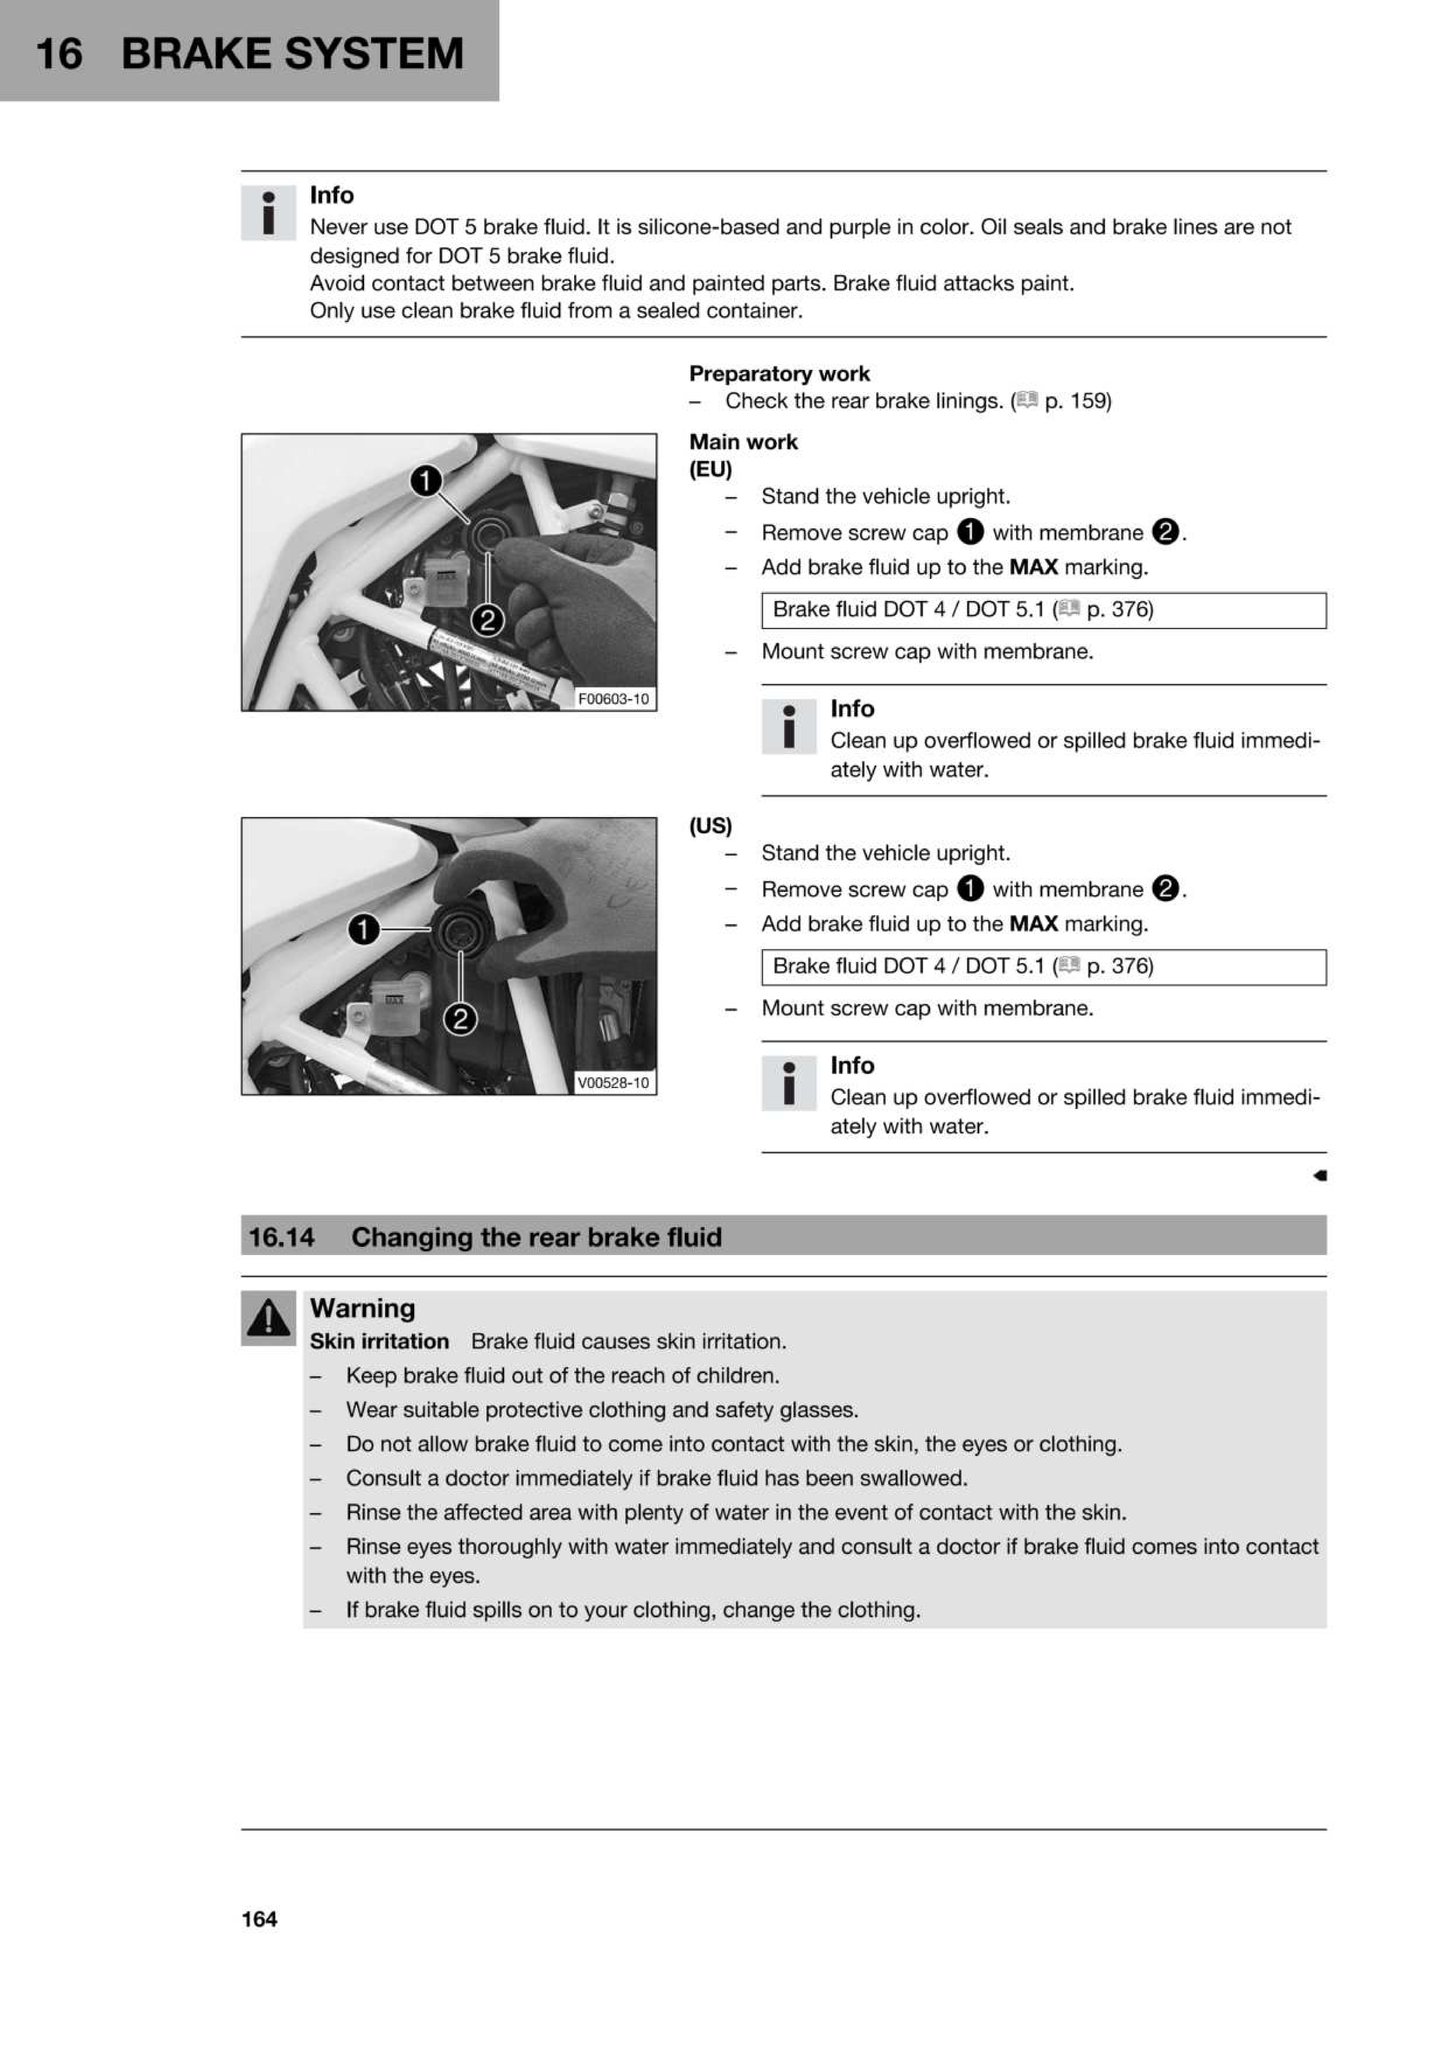 16 BRAKE SYSTEM
Info
Never use DOT 5 brake fluid. It is silicone-based and purple in color. Oil seals and brake lines are not
designed for DOT 5 brake fluid.
Avoid contact between brake fluid and painted parts. Brake fluid attacks paint.
Only use clean brake fluid from a sealed container.
Preparatory work
– Check the rear brake linings. ( p. 159)
Main work
(EU)
– Stand the vehicle upright.
– Remove screw cap 1 with membrane 2.
– Add brake fluid up to the MAX marking.
Brake fluid DOT 4 / DOT 5.1 ( p. 376)
– Mount screw cap with membrane.
Info
Clean up overflowed or spilled brake fluid immedi-
ately with water.
1
2
MAX
F00603-10
(US)
– Stand the vehicle upright.
– Remove screw cap 1 with membrane 2.
– Add brake fluid up to the MAX marking.
Brake fluid DOT 4 / DOT 5.1 ( p. 376)
– Mount screw cap with membrane.
Info
Clean up overflowed or spilled brake fluid immedi-
ately with water.
1
2
MAX
V00528-10
16.14 Changing the rear brake fluid
Warning
Skin irritation Brake fluid causes skin irritation.
– Keep brake fluid out of the reach of children.
– Wear suitable protective clothing and safety glasses.
– Do not allow brake fluid to come into contact with the skin, the eyes or clothing.
– Consult a doctor immediately if brake fluid has been swallowed.
– Rinse the affected area with plenty of water in the event of contact with the skin.
– Rinse eyes thoroughly with water immediately and consult a doctor if brake fluid comes into contact
with the eyes.
– If brake fluid spills on to your clothing, change the clothing.
164